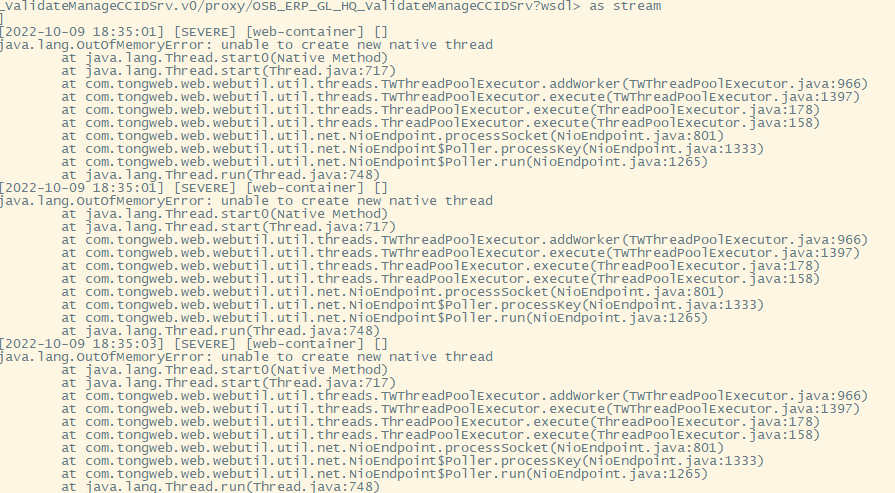 _ValidateManageCCIDSrv.v0/proxy/OSB_ERP_GL_HQ_ValidateManageCCIDSrv?wsdl> as stream
]
[2022-10-09 18:35:01] [SEVERE] [web-container] []
java.lang.OutOfMemoryError: unable to create new native thread
at java.lang.Thread.start0(Native Method)
at java.lang.Thread.start(Thread.java:717)
at com.tongweb.web.webutil.util.threads.TWThreadPoolExecutor.addWorker(TWThreadPoolExecutor.java:966)
at com.tongweb.web.webutil.util.threads.TWThreadPoolExecutor.execute(TWThreadPoolExecutor.java:1397)
at com.tongweb.web.webutil.util.threads.ThreadPoolExecutor.execute(ThreadPoolExecutor.java:178)
at com.tongweb.web.webutil.util.threads.ThreadPoolExecutor.execute(ThreadPoolExecutor.java:158)
at com.tongweb.web.webutil.util.net.NioEndpoint.processSocket(NioEndpoint.java:801)
at com.tongweb.web.webutil.util.net.NioEndpoint$Poller.processKey(NioEndpoint.java:1333)
at com.tongweb.web.webutil.util.net.NioEndpoint$Poller.run(NioEndpoint.java:1265)
at java.lang.Thread.run(Thread.java:748)
[2022-10-09 18:35:01] [SEVERE] [web-container] []
java.lang.OutOfMemoryError: unable to create new native thread
at java.lang.Thread.start0(Native Method)
at java.lang.Thread.start(Thread.java:717)
at com.tongweb.web.webutil.util.threads.TWThreadPoolExecutor.addWorker(TWThreadPoolExecutor.java:966)
at com.tongweb.web.webutil.util.threads.TWThreadPoolExecutor.execute(TWThreadPoolExecutor.java:1397)
at com.tongweb.web.webutil.util.threads.ThreadPoolExecutor.execute(ThreadPoolExecutor.java:178)
at com.tongweb.web.webutil.util.threads.ThreadPoolExecutor.execute(ThreadPoolExecutor.java:158)
at com.tongweb.web.webutil.util.net.NioEndpoint.processSocket(NioEndpoint.java:801)
at com.tongweb.web.webutil.util.net.NioEndpoint$Poller.processKey(NioEndpoint.java:1333)
at com.tongweb.web.webutil.util.net.NioEndpoint$Poller.run(NioEndpoint.java:1265)
at java.lang.Thread.run(Thread.java:748)
[2022-10-09 18:35:03] [SEVERE] [web-container] []
java.lang.OutOfMemoryError: unable to create new native thread
at java.lang.Thread.start0(Native Method)
at java.lang.Thread.start(Thread.java:717)
at com.tongweb.web.webutil.util.threads.TWThreadPoolExecutor.addWorker(TWThreadPoolExecutor.java:966)
at com.tongweb.web.webutil.util.threads.TWThreadPoolExecutor.execute(TWThreadPoolExecutor.java:1397)
at com.tongweb.web.webutil.util.threads.ThreadPoolExecutor.execute(ThreadPoolExecutor.java:178)
at com.tongweb.web.webutil.util.threads.ThreadPoolExecutor.execute(ThreadPoolExecutor.java:158)
at com.tongweb.web.webutil.util.net.NioEndpoint.processSocket(NioEndpoint.java:801)
at com.tongweb.web.webutil.util.net.NioEndpoint$Poller.processKey(NioEndpoint.java:1333)
at com.tongweb.web.webutil.util.net.NioEndpoint$Poller.run(NioEndpoint.java:1265)
at java.lang.Thread.run(Thread.java:748)